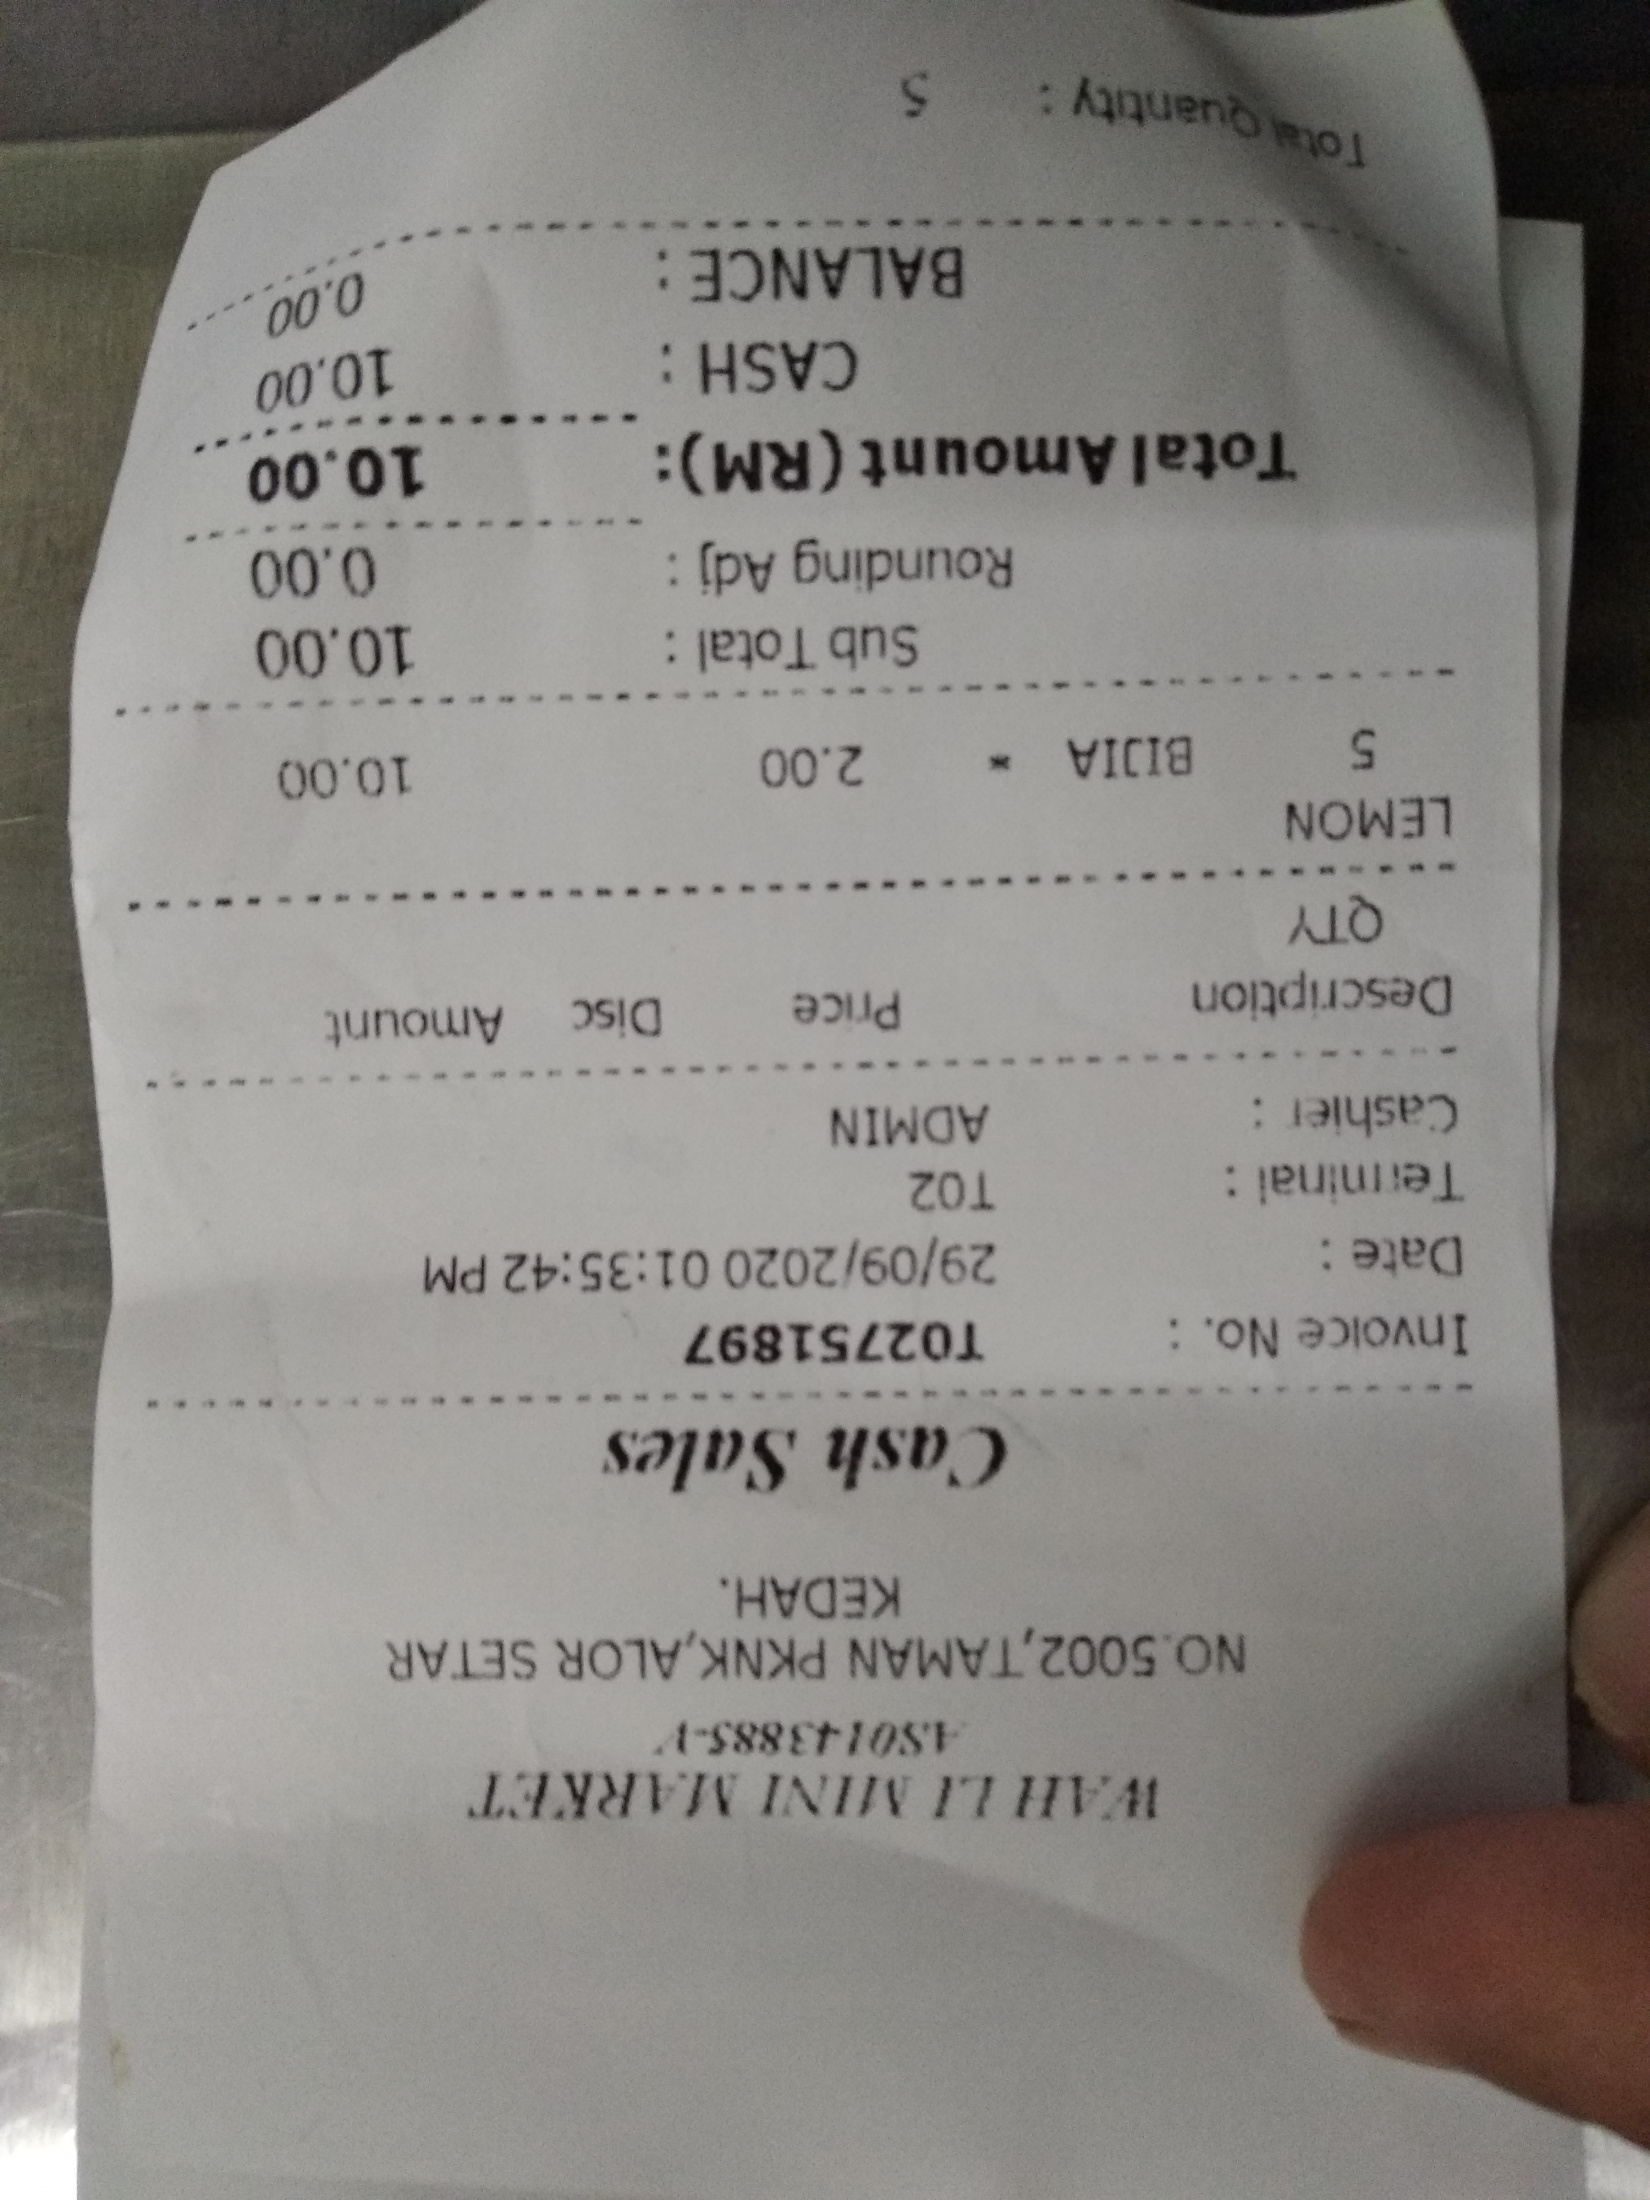 WAH LI MINI MARKET
AS0143885-V
NO.5002,TAMAN PKNK,ALOR SETAR
KEDAH.
Cash Sales
Invoice No. : T02751897
Date : 29/09/2020 01:35:42 PM
Terminal : T02
Cashier : ADMIN
Description Price Disc Amount
QTY
LEMON
5 BIJIA * 2.00 10.00
Sub Total : 10.00
Rounding Adj : 0.00
Total Amount (RM): 10.00
CASH : 10.00
BALANCE : 0.00
Total Quantity : 5